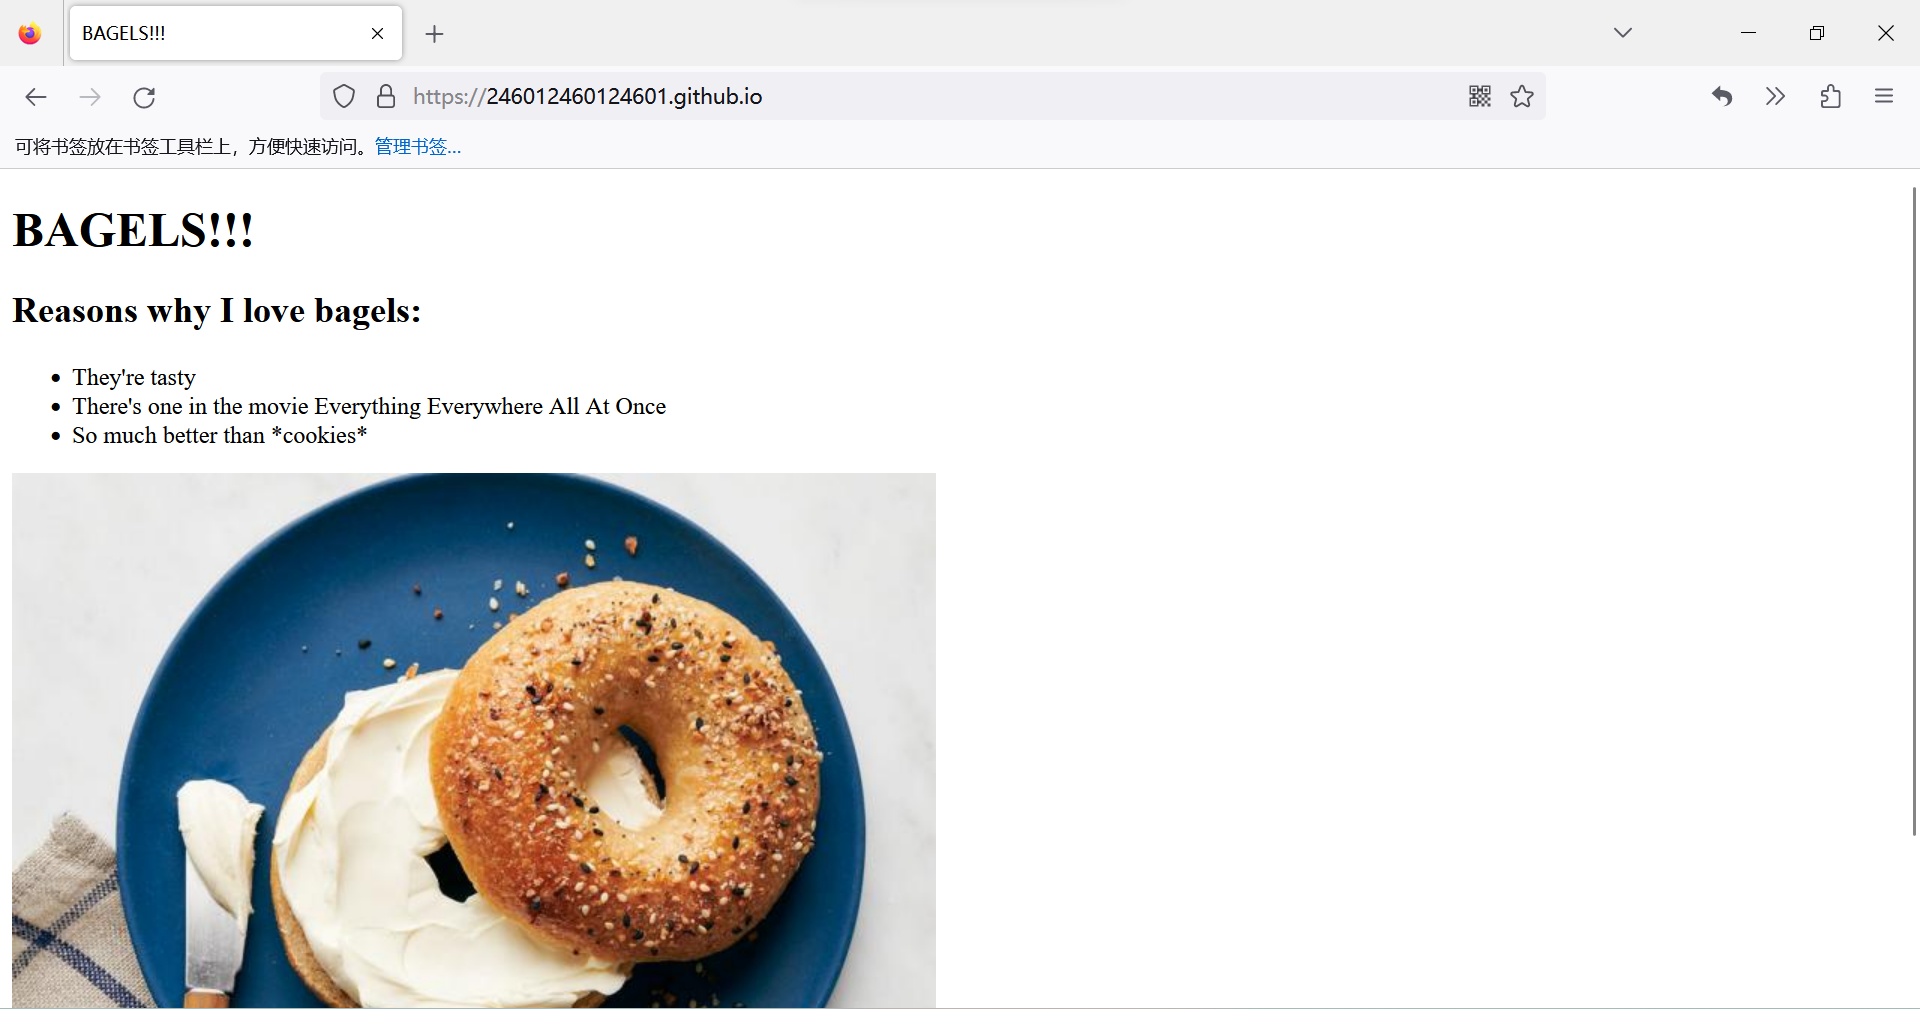 BAGELS!!!
https://246012460124601.github.io
可将书签放在书签工具栏上，方便快速访问。管理书签...
BAGELS!!!
Reasons why I love bagels:
They're tasty
There's one in the movie Everything Everywhere All At Once
So much better than *cookies*